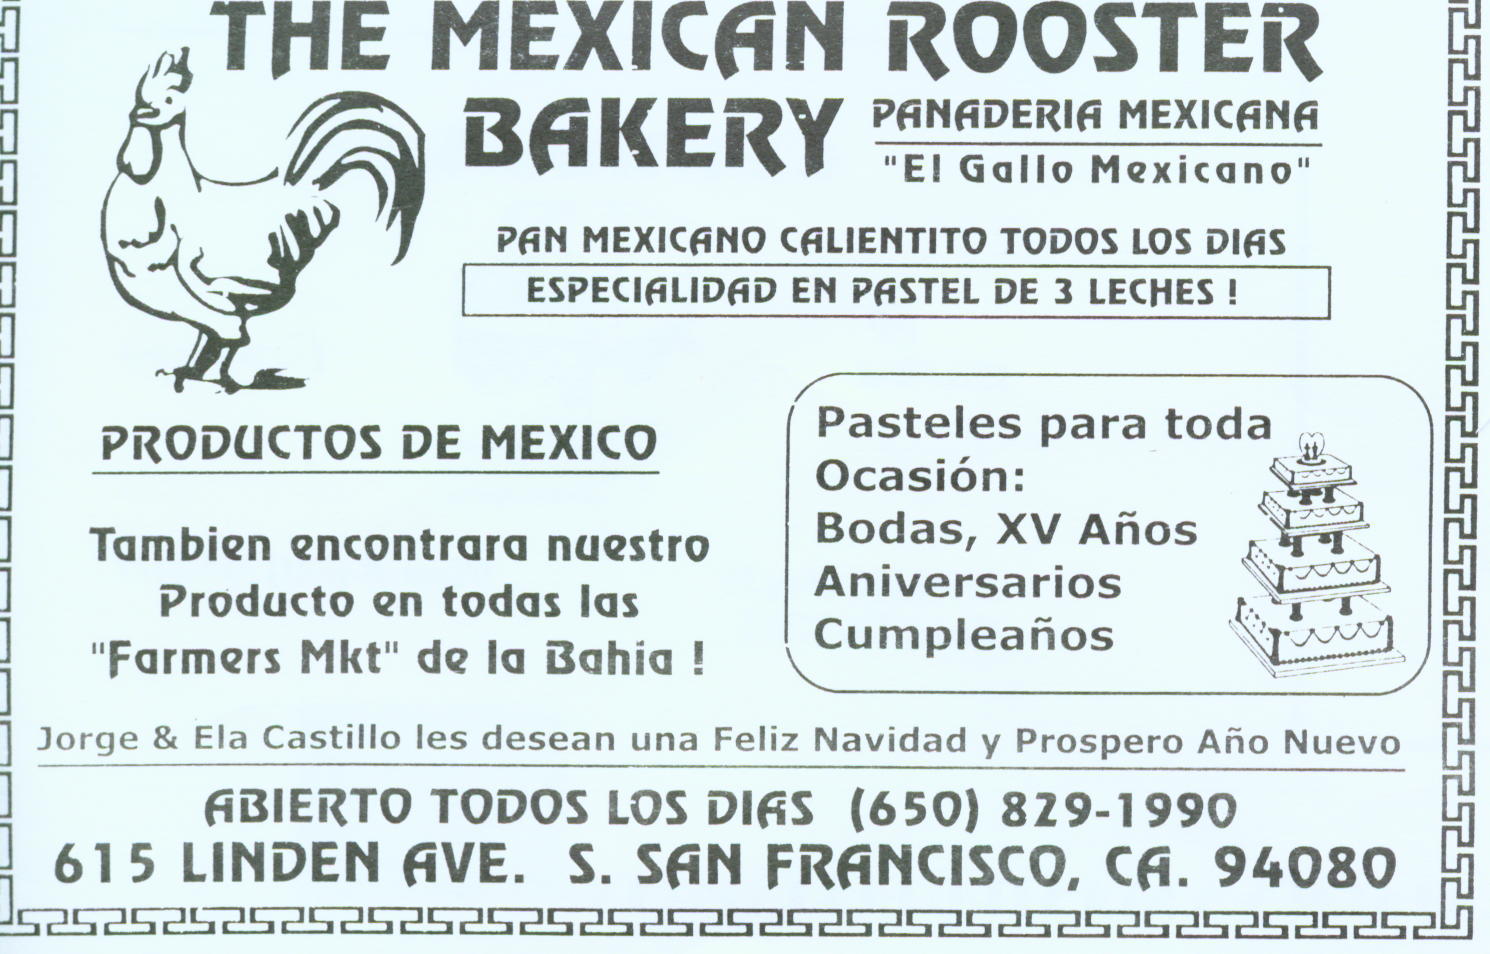 THE MEXICAN ROOSTER
BAKERY
PANADERIA MEXICANA
"El Gallo Mexicano"
PAN MEXICANO CALIENTITO TODOS LOS DIAS
ESPECIALIDAD EN PASTEL DE 3 LECHES !
PRODUCTOS DE MEXICO
Tambien encontrara nuestro
Producto en todas las
"Farmers Mkt" de la Bahia !
Pasteles para toda
Ocasión:
Bodas, XV Años
Aniversarios
Cumpleaños
Jorge & Ela Castillo les desean una Feliz Navidad y Prospero Año Nuevo
ABIERTO TODOS LOS DIAS (650) 829-1990
615 LINDEN AVE. S. SAN FRANCISCO, CA. 94080